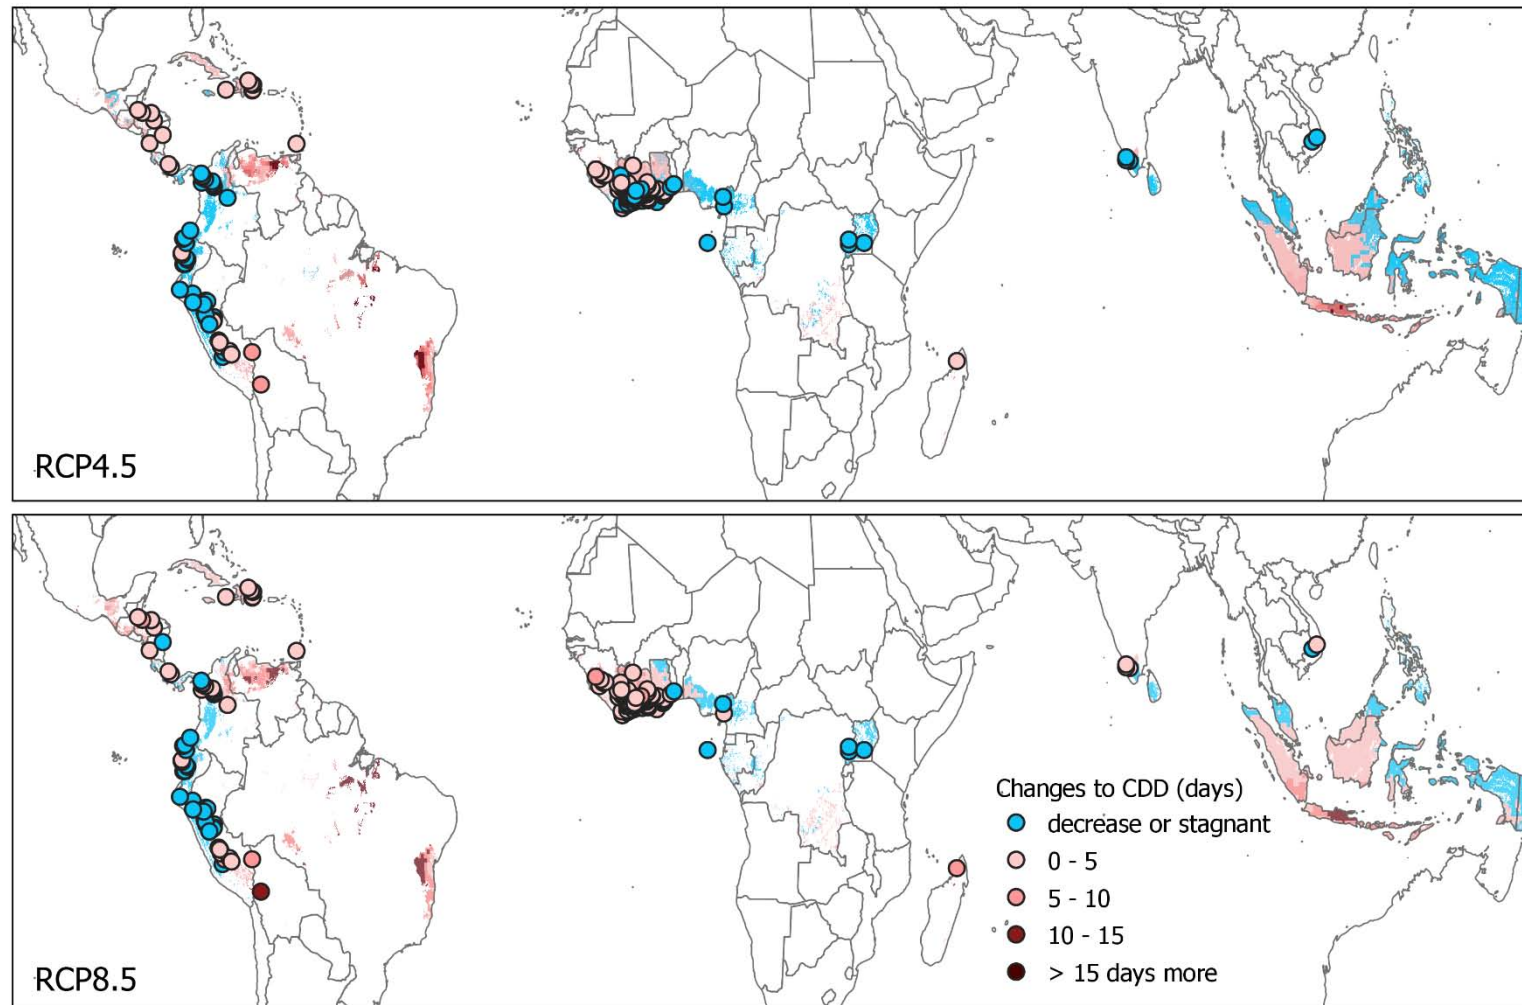 RCP4.5
Changes to CDD (days)
decrease or stagnant
0 - 5
5 - 10
10 - 15
> 15 days more
RCP8.5